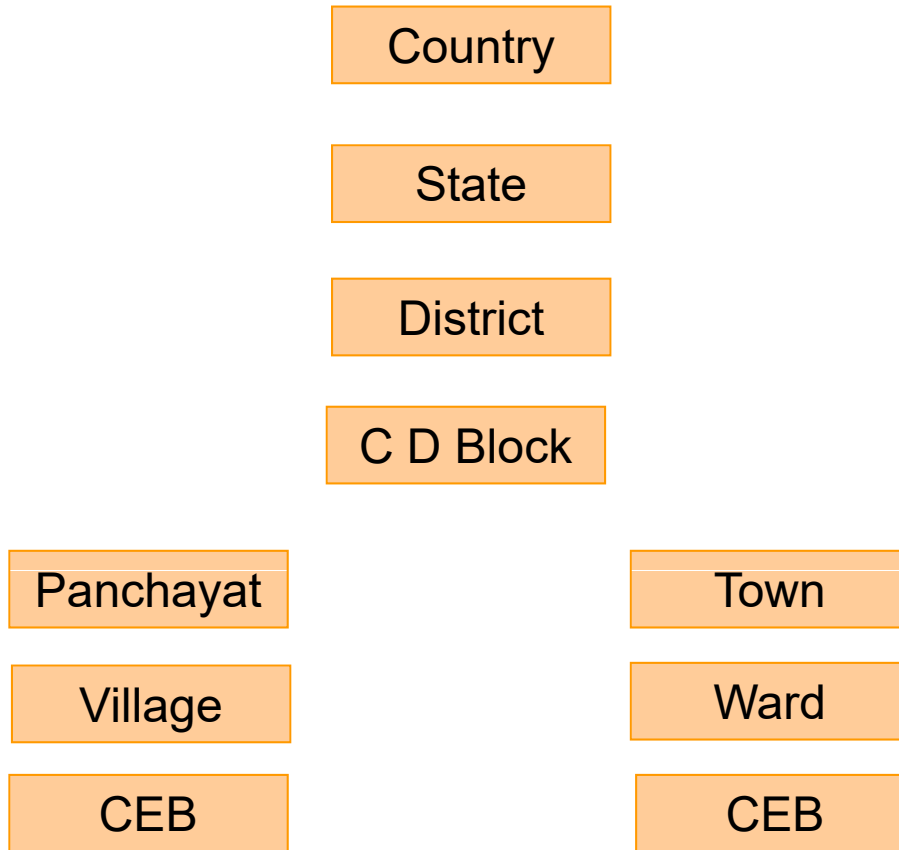 Country
State
District
C D Block
Panchayat
Town
Village
Ward
CEB
CEB